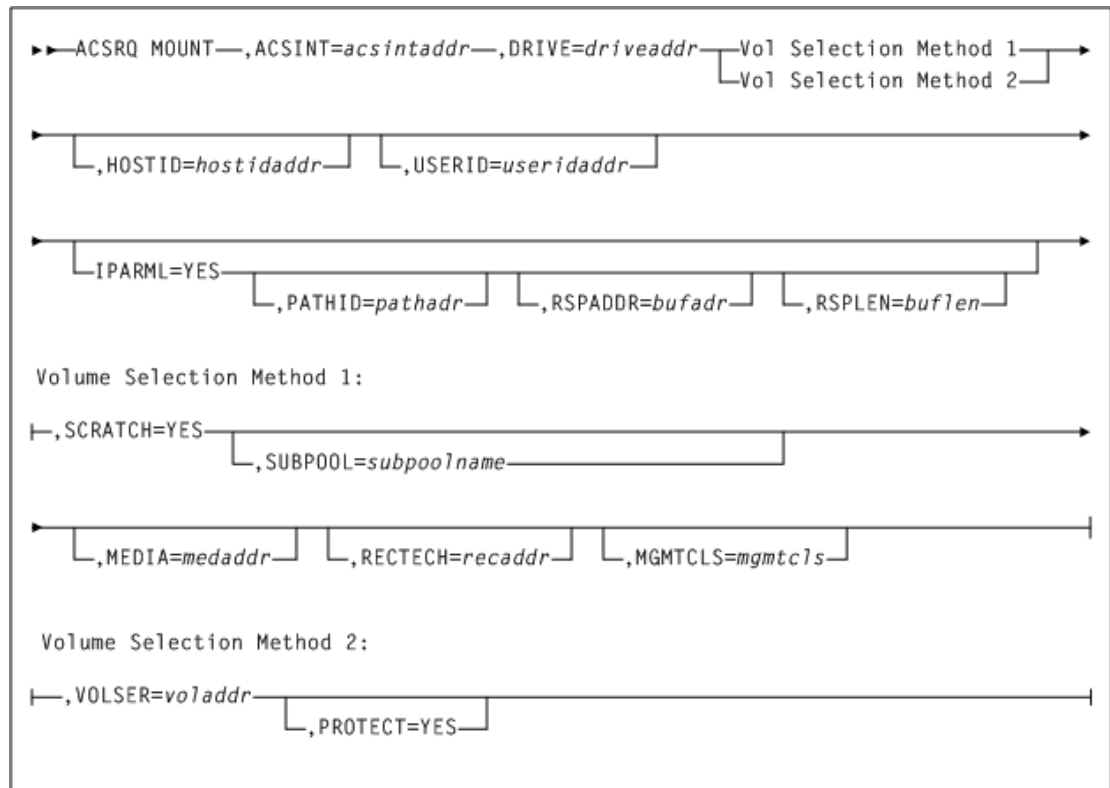 ACSRQ MOUNT ,ACSINT=acsintaddr ,DRIVE=driveaddr Vol Selection Method 1
Vol Selection Method 2
,HOSTID=hostidaddr ,USERID=useridaddr
IPARML=YES
,PATHID=pathadr ,RSPADDR=bufadr ,RSPLEN=buflen
Volume Selection Method 1:
,SCRATCH=YES
,SUBPOOL=subpoolname
,MEDIA=medaddr ,RECTECH=recaddr ,MGMTCLS=mgmtcls
Volume Selection Method 2:
,VOLSER=voladdr
,PROTECT=YES